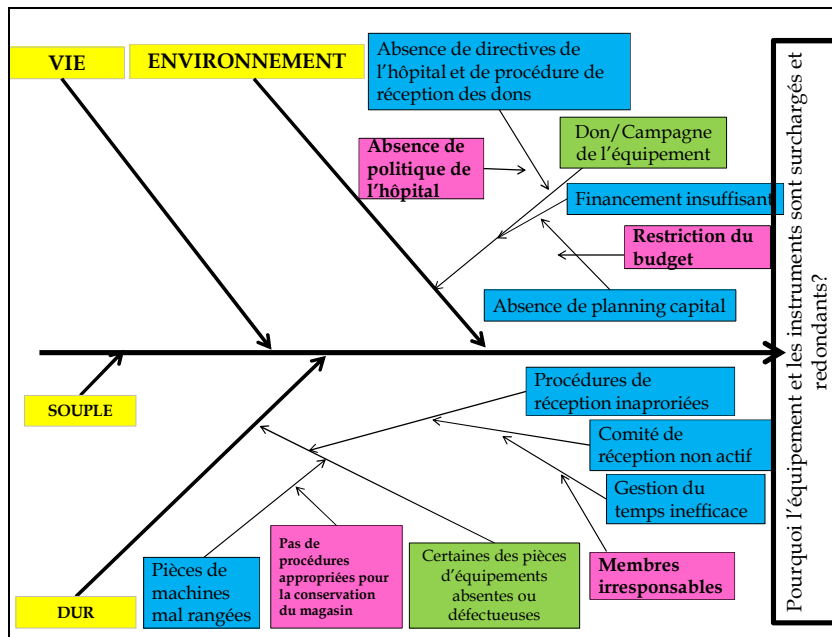 VIE
ENVIRONNEMENT
Absence de directives de
l'hôpital et de procédure de
réception des dons
Absence de
politique de
l'hôpital
Don/Campagne
de l'équipement
Financement insuffisant
Restriction du
budget
Absence de planning capital
Pourquoi l'équipement et les instruments sont surchargés et
redondants?
SOUPLE
Procédures de
réception inaproriées
Comité de
réception non actif
Gestion du
temps inefficace
Membres
irresponsables
Certaines des pièces
d'équipements
absentes ou
défectueuses
Pas de
procédures
appropriées pour
la conservation
du magasin
Pièces de
machines
mal rangées
DUR